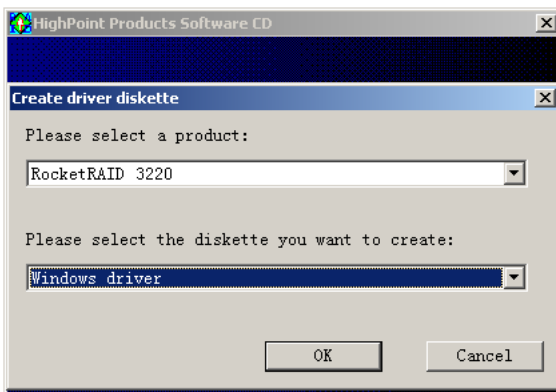 HighPoint Products Software CD
Create driver diskette
Please select a product:
RocketRAID 3220
Please select the diskette you want to create:
Windows driver
OK Cancel